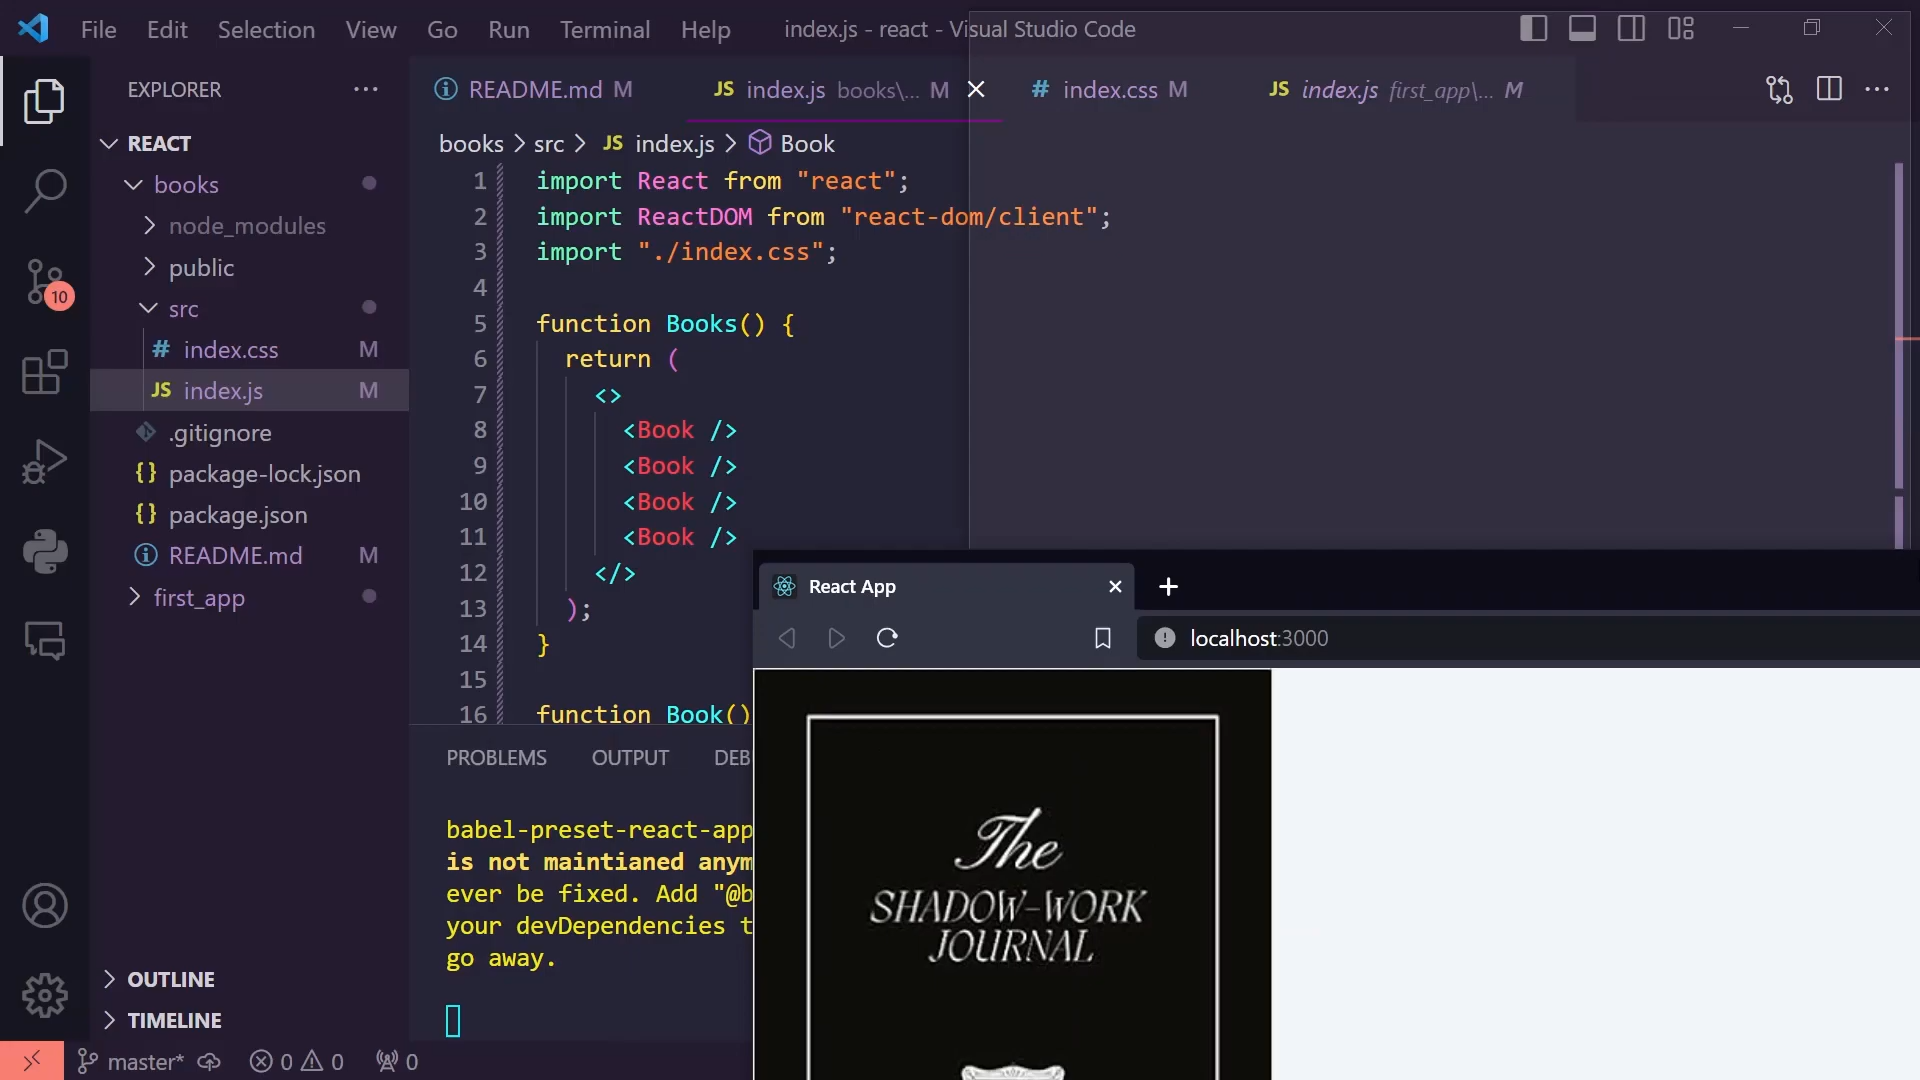 File Edit Selection View Go Run Terminal Help index.js - react - Visual Studio Code
EXPLORER
REACT
books
node_modules
public
src
# index.css M
JS index.js M
.gitignore
{} package-lock.json
{} package.json
README.md M
first_app
OUTLINE
TIMELINE
10
README.md M JS index.js books\... M # index.css M JS index.js first_app\... M
books > src > JS index.js > Book
1 import React from "react";
2 import ReactDOM from "react-dom/client";
3 import "./index.css";
4
5 function Books() {
6 return (
7 <>
8 <Book />
9 <Book />
10 <Book />
11 <Book />
12 </>
13 );
14 }
15
16 function Book()
PROBLEMS OUTPUT DEB
babel-preset-react-app
is not maintianed anym
ever be fixed. Add "@b
your devDependencies t
go away.
React App
localhost:3000
The
SHADOW-WORK
JOURNAL
master* 0 0 0